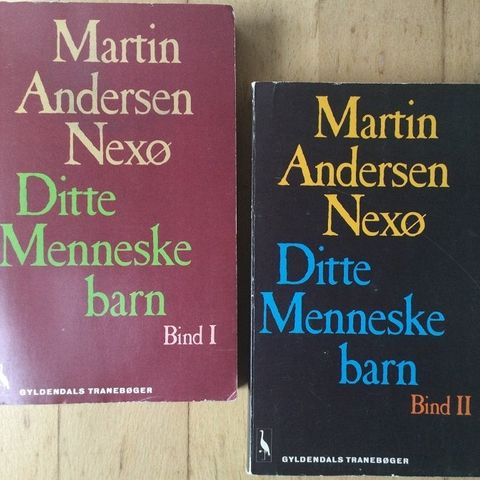 Martin
Andersen
Nexø
Ditte
Menneske
barn
Bind I
GYLDENDALS TRANEBØGER
Martin
Andersen
Nexø
Ditte
Menneske
barn
Bind II
GYLDENDALS TRANEBØGER